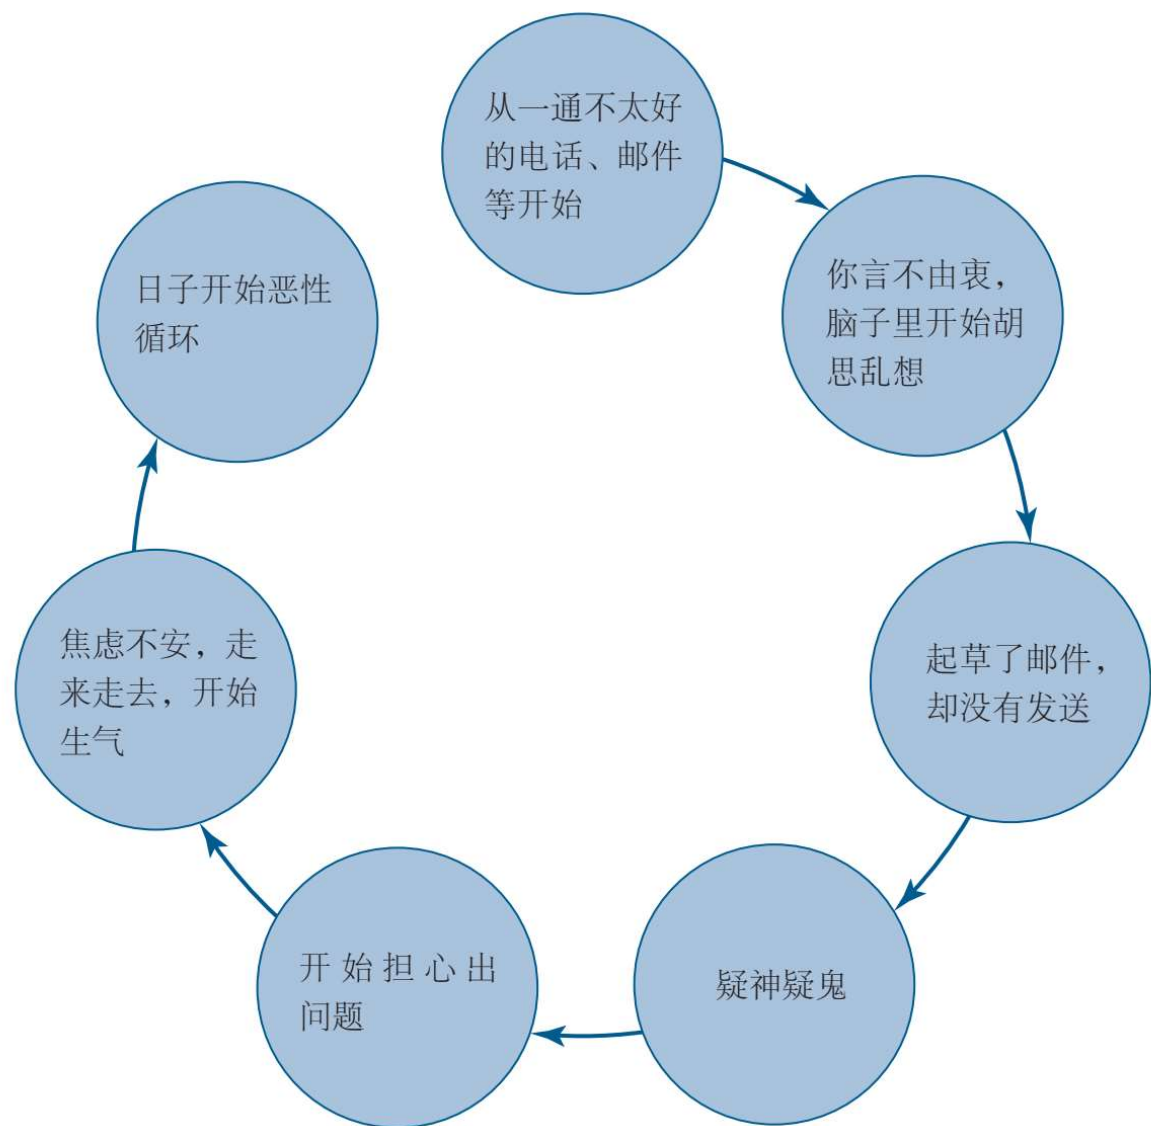 从一通不太好
的电话、邮件
等开始
你言不由衷，
脑子里开始胡
思乱想
起草了邮件，
却没有发送
疑神疑鬼
开始担心出
问题
焦虑不安，走
来走去，开始
生气
日子开始恶性
循环